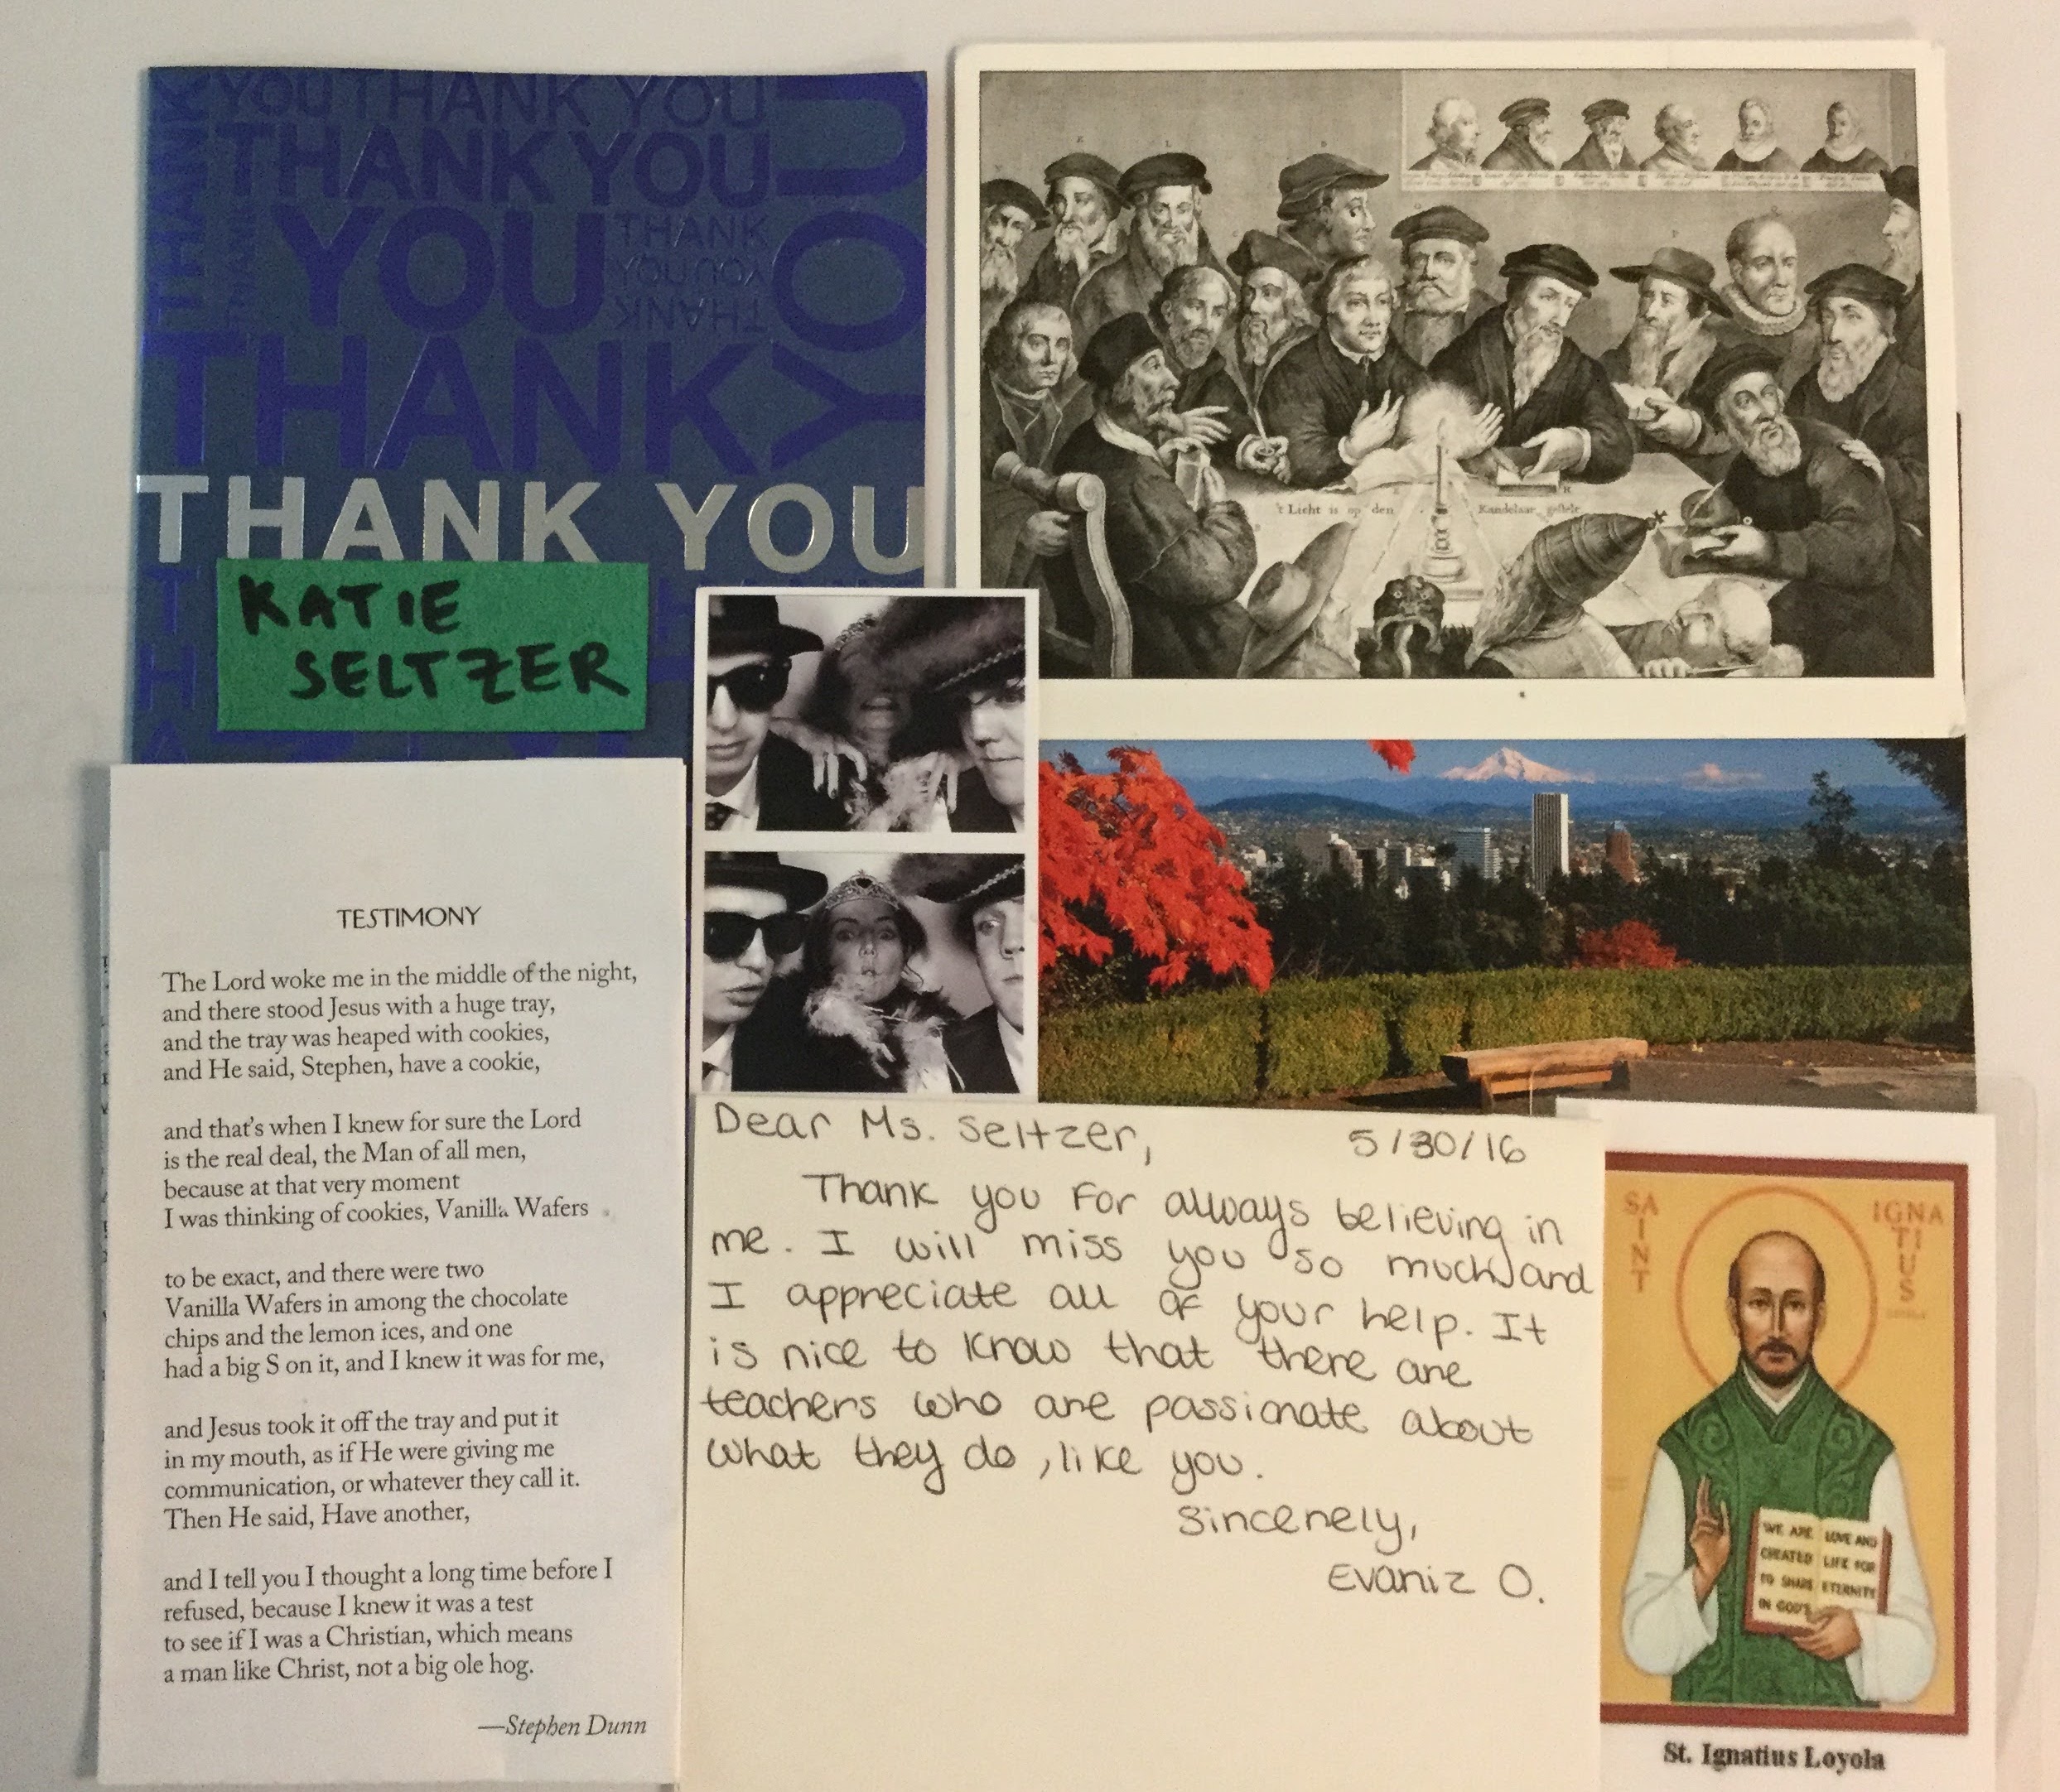 THANK
YOU THANK YOU
THANK YOU
YOU
THANK
YOU
YOU
THANK
THANK
YOU
THANK YOU
KATIE
SELTZER
't Licht is op den Kandelaar gestelt
TESTIMONY
The Lord woke me in the middle of the night,
and there stood Jesus with a huge tray,
and the tray was heaped with cookies,
and He said, Stephen, have a cookie,
and that's when I knew for sure the Lord
is the real deal, the Man of all men,
because at that very moment
I was thinking of cookies, Vanilla Wafers
to be exact, and there were two
Vanilla Wafers in among the chocolate
chips and the lemon ices, and one
had a big S on it, and I knew it was for me,
and Jesus took it off the tray and put it
in my mouth, as if He were giving me
communication, or whatever they call it.
Then He said, Have another,
and I tell you I thought a long time before I
refused, because I knew it was a test
to see if I was a Christian, which means
a man like Christ, not a big ole hog.
—Stephen Dunn
Dear Ms. Seltzer, 5/30/16
Thank you for always believing in
me. I will miss you so much and
I appreciate all of your help. It
is nice to know that there are
teachers who are passionate about
what they do, like you.
Sincerely,
Evaniz O.
SAINT
IGNATIUS
WE ARE
CREATED
TO SHARE
IN GOD'S
LOVE AND
LIFE FOR
ETERNITY
St. Ignatius Loyola